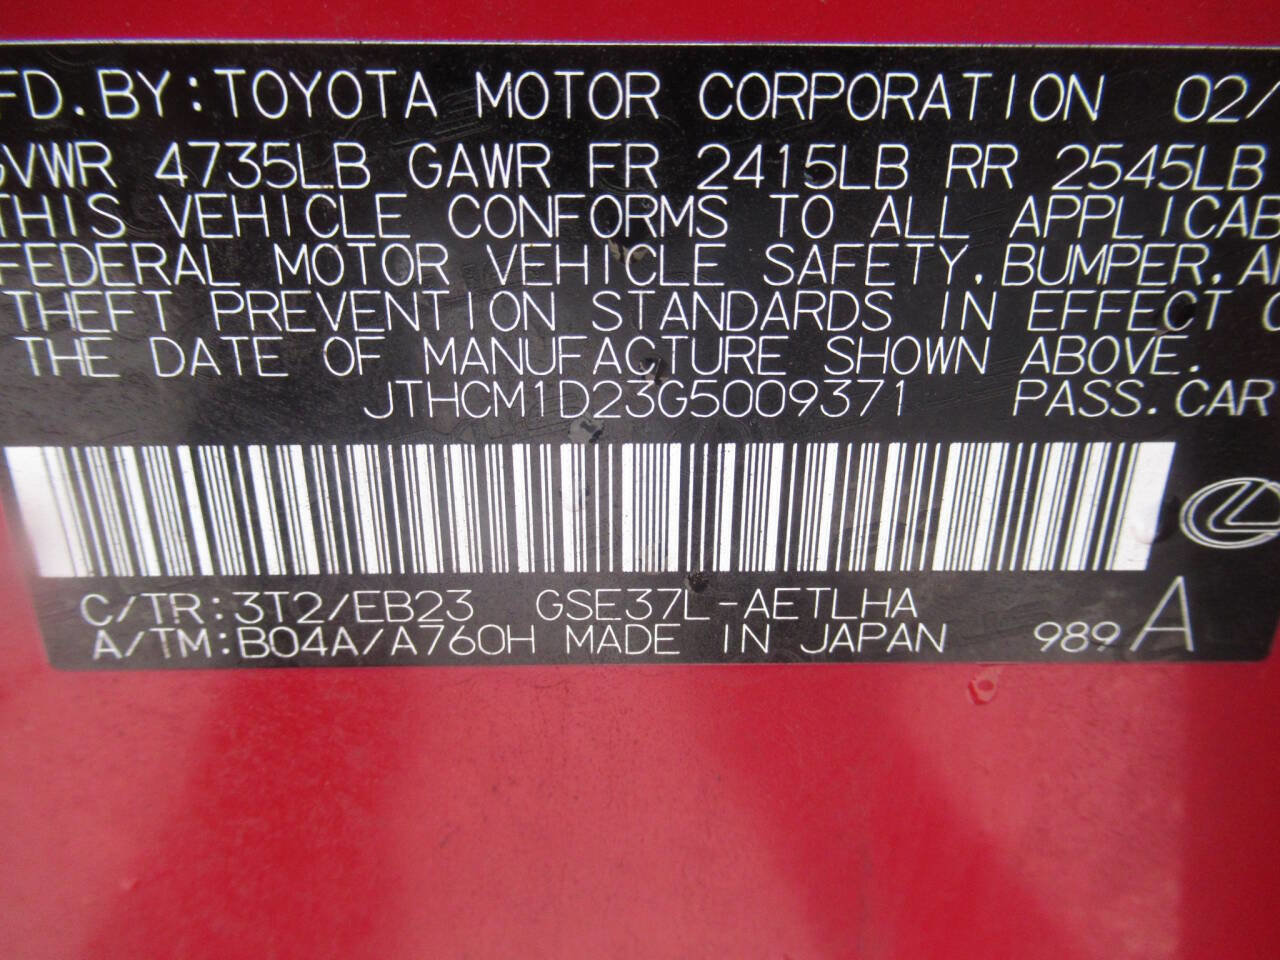 FD. BY:TOYOTA MOTOR CORPORATION 02/
GVWR 4735LB GAWR FR 2415LB RR 2545LB
THIS VEHICLE CONFORMS TO ALL APPLICAB
FEDERAL MOTOR VEHICLE SAFETY,BUMPER,AN
THEFT PREVENTION STANDARDS IN EFFECT O
THE DATE OF MANUFACTURE SHOWN ABOVE.
JTHCM1D23G5009371 PASS.CAR
C/TR:3T2/EB23 GSE37L-AETLHA
A/TM:B04A/A760H MADE IN JAPAN 989 A